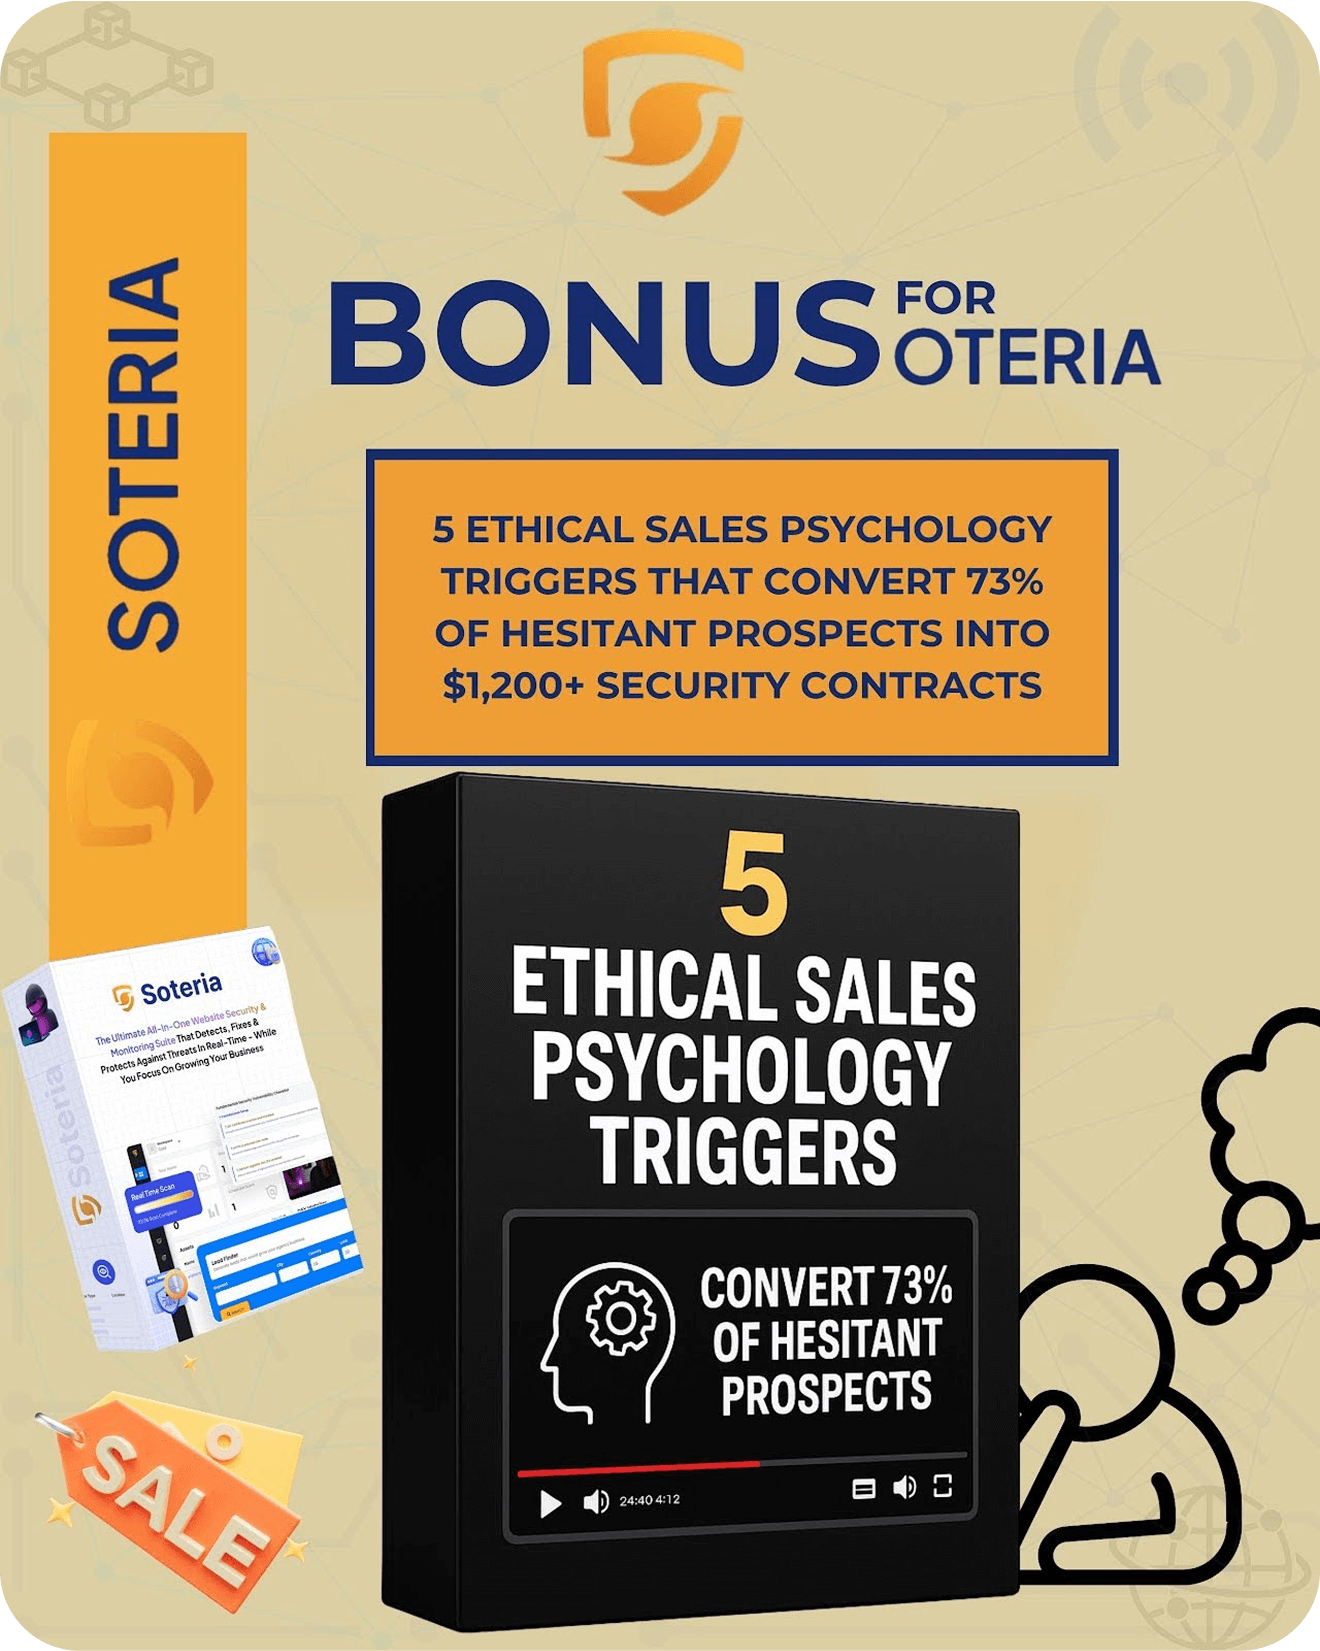 SOTERIA
BONUS FOR
OTERIA
5 ETHICAL SALES PSYCHOLOGY
TRIGGERS THAT CONVERT 73%
OF HESITANT PROSPECTS INTO
$1,200+ SECURITY CONTRACTS
5
ETHICAL SALES
PSYCHOLOGY
TRIGGERS
CONVERT 73%
OF HESITANT
PROSPECTS
24:40 4:12
Soteria
The Ultimate All-In-One Website Security &
Monitoring Suite That Detects, Fixes &
Protects Against Threats In Real-Time - While
You Focus On Growing Your Business
Soteria
Real Time Scan
Lead Finder
SALE